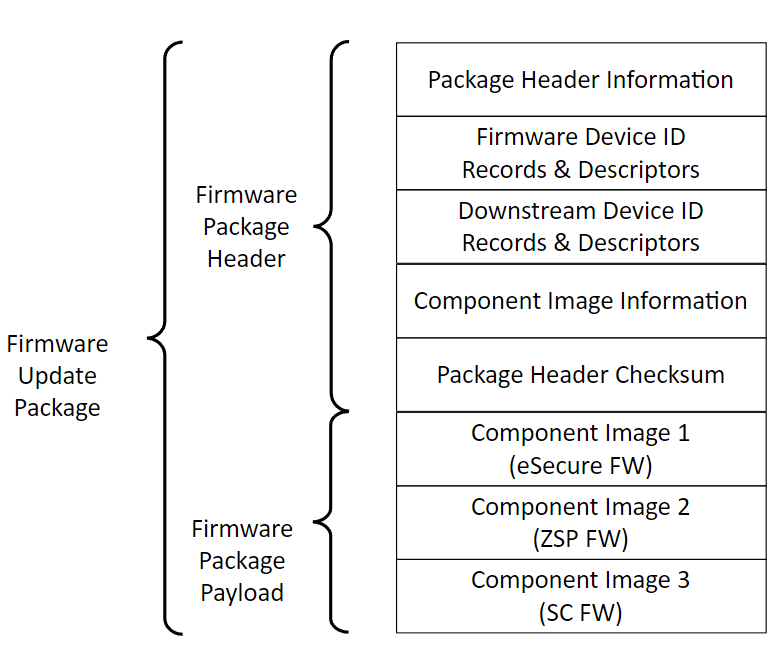 Firmware
Update
Package
Firmware
Package
Header
Firmware
Package
Payload
Package Header Information
Firmware Device ID
Records & Descriptors
Downstream Device ID
Records & Descriptors
Component Image Information
Package Header Checksum
Component Image 1
(eSecure FW)
Component Image 2
(ZSP FW)
Component Image 3
(SC FW)